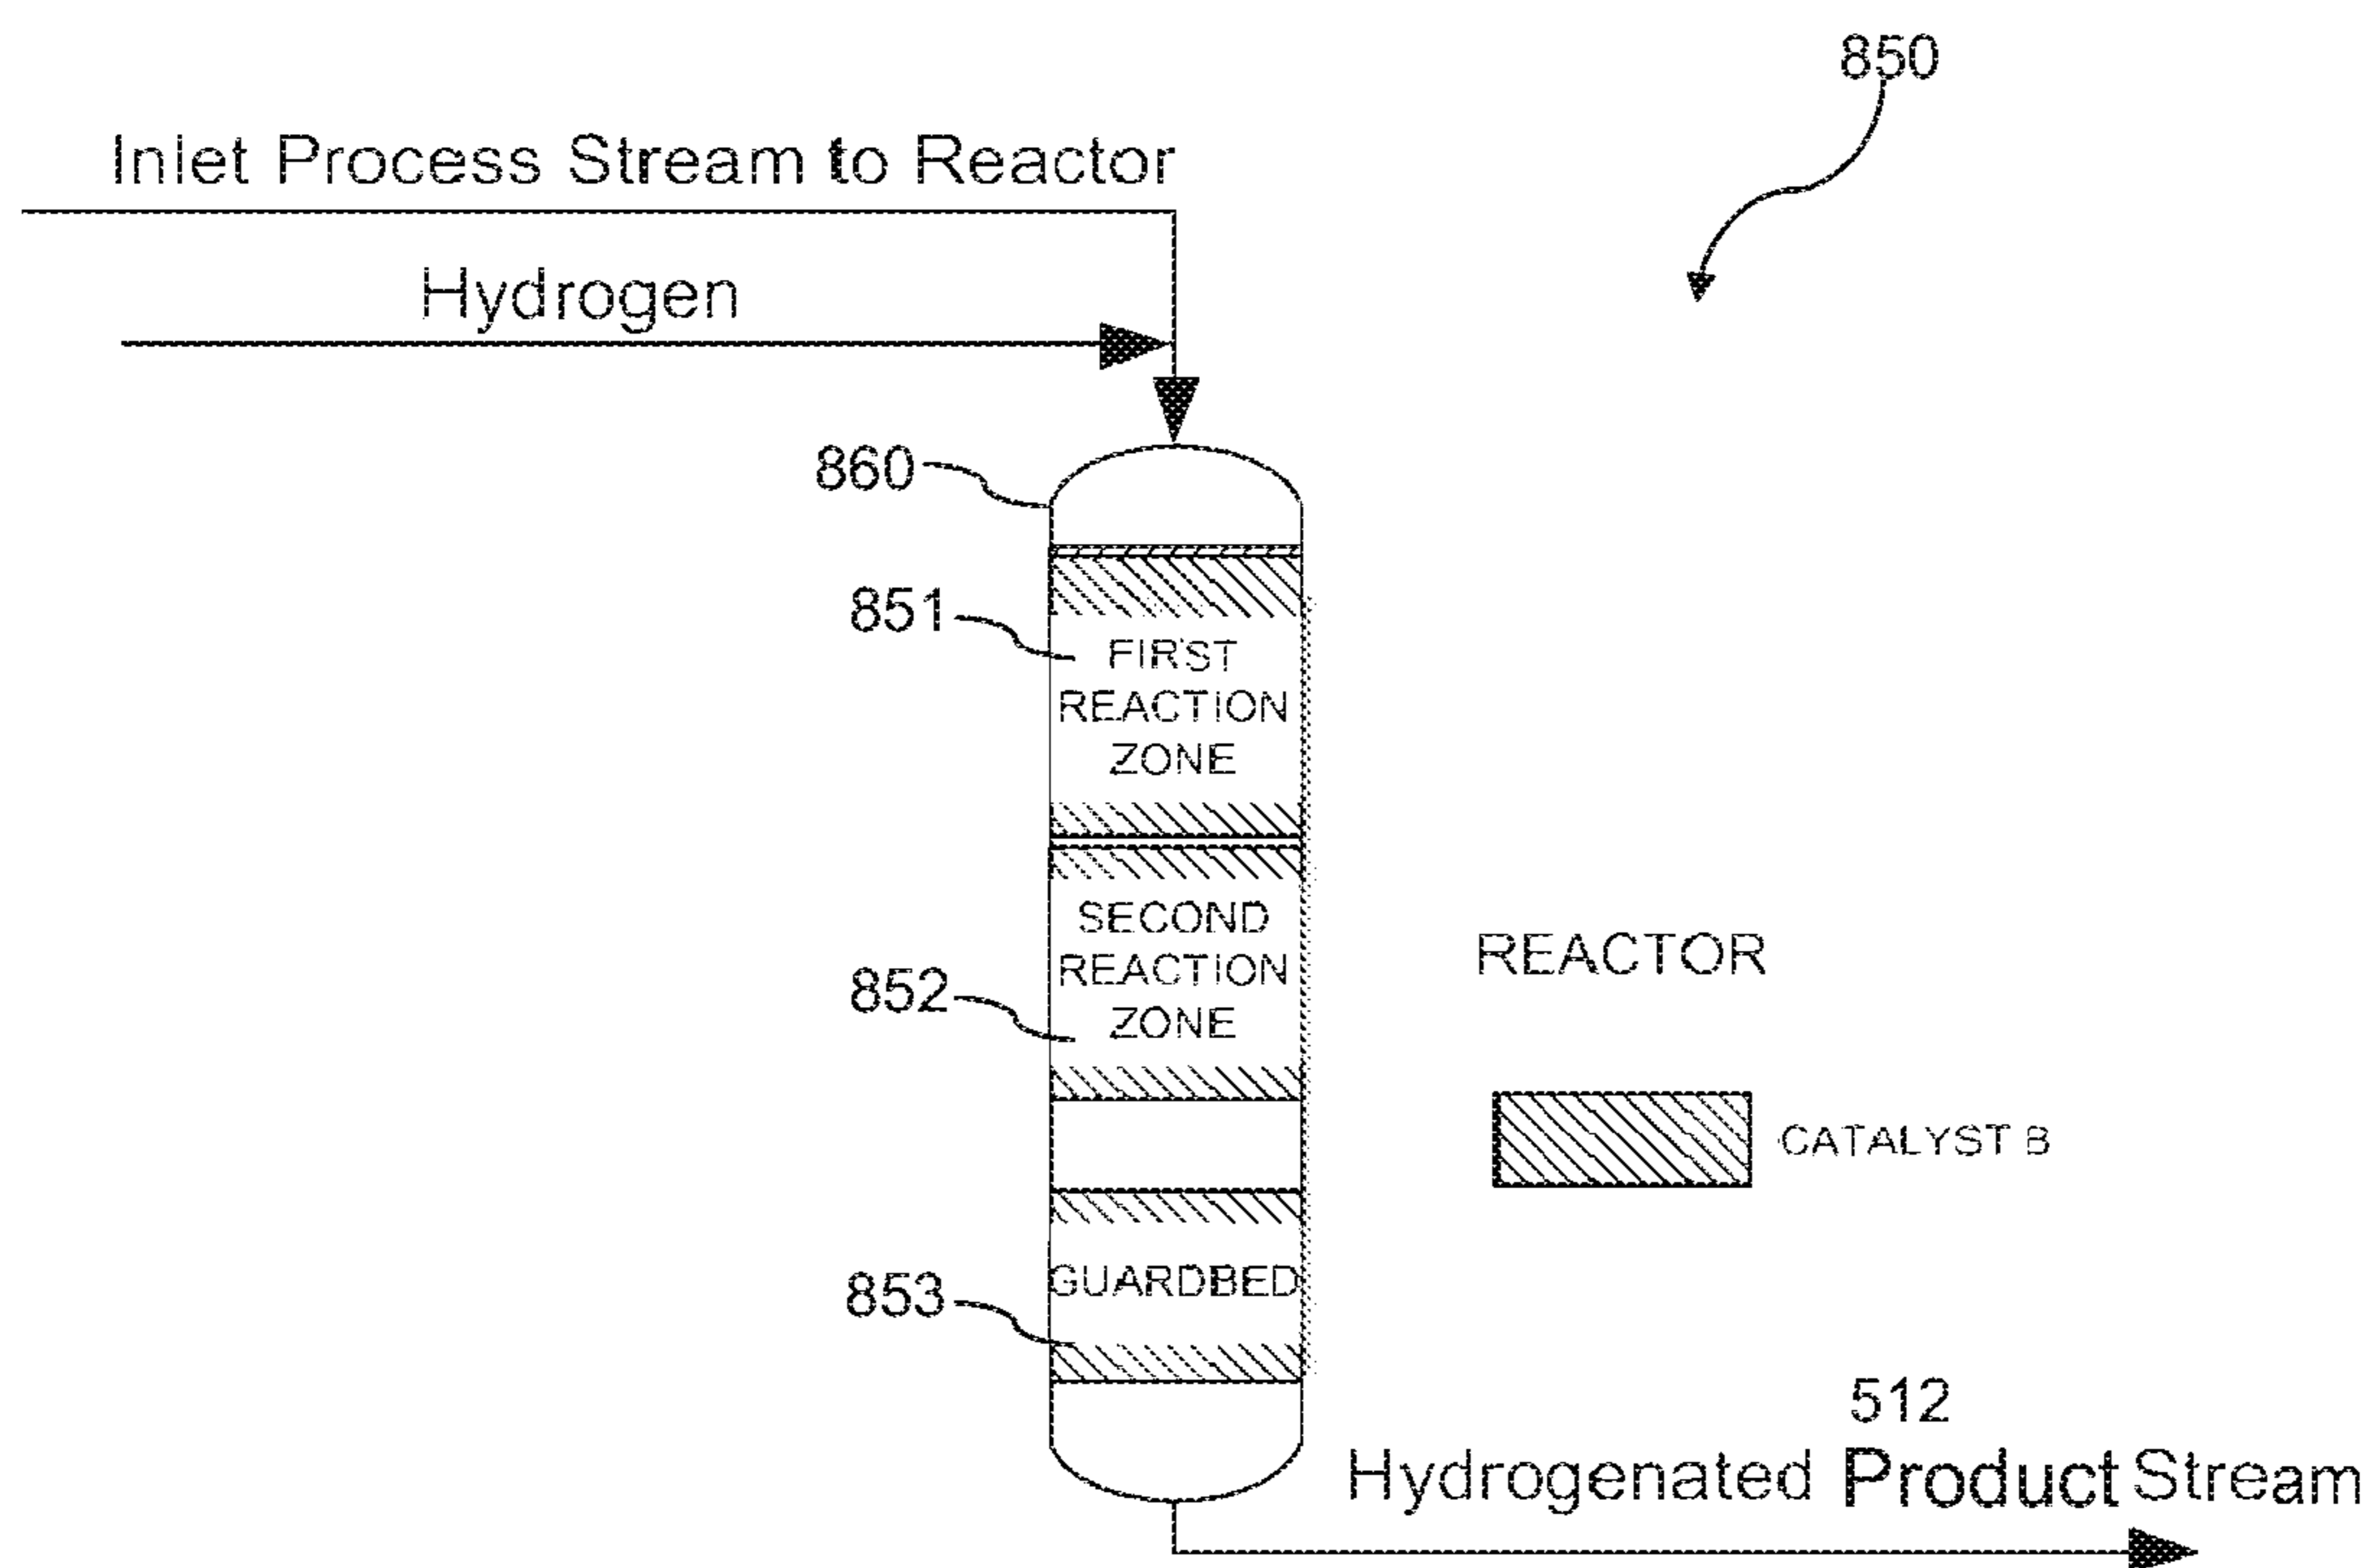 850
Inlet Process Stream to Reactor
Hydrogen
860
851
FIRST
REACTION
ZONE
SECOND
REACTION
ZONE
852
REACTOR
CATALYST B
GUARDBED
853
512
Hydrogenated Product Stream